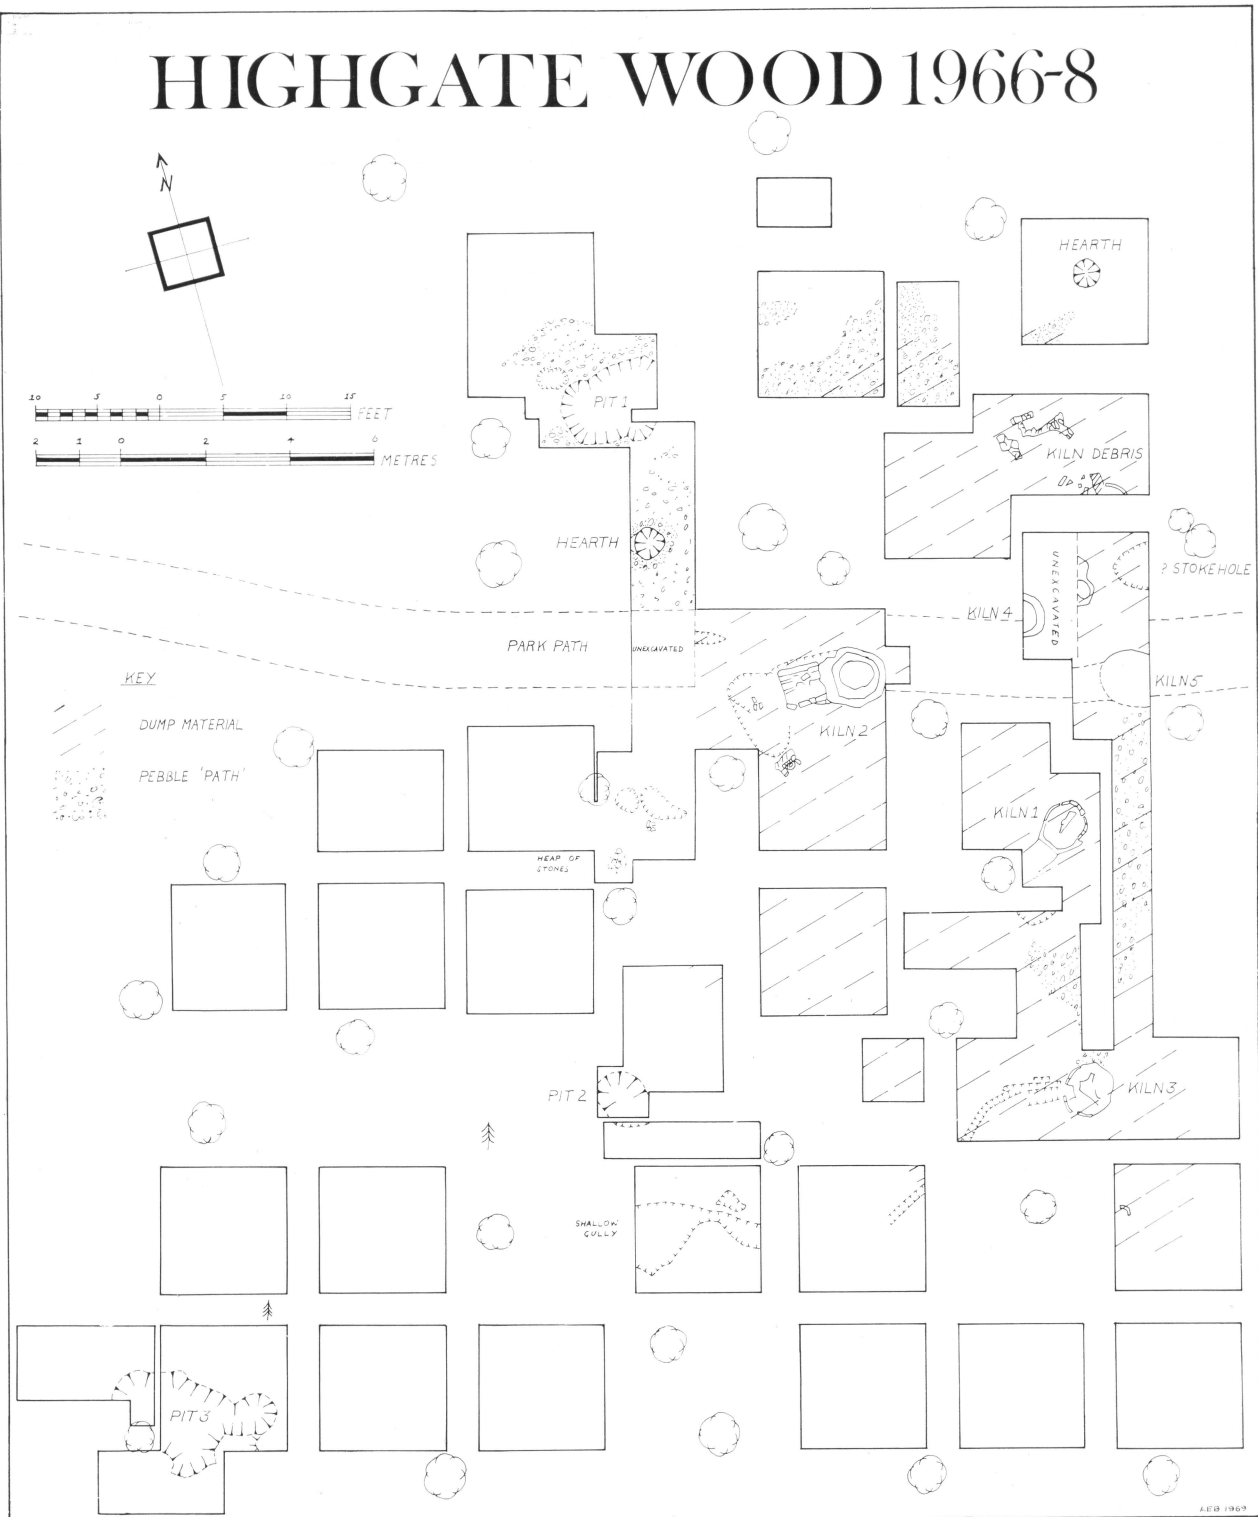 HIGHGATE WOOD 1966-8
N
HEARTH
10 5 0 5 10 15
FEET
PIT 1
2 1 0 2 4 6
METRES
KILN DEBRIS
HEARTH
UNEXCAVATED
? STOKEHOLE
KILN 4
PARK PATH
UNEXCAVATED
KEY
KILN 5
DUMP MATERIAL
KILN 2
PEBBLE 'PATH'
KILN 1
HEAP OF
STONES
KILN 3
PIT 2
SHALLOW
GULLY
PIT 3
AEB 1969